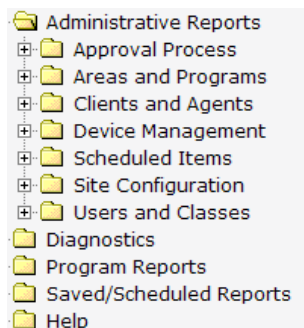 Administrative Reports
Approval Process
Areas and Programs
Clients and Agents
Device Management
Scheduled Items
Site Configuration
Users and Classes
Diagnostics
Program Reports
Saved/Scheduled Reports
Help